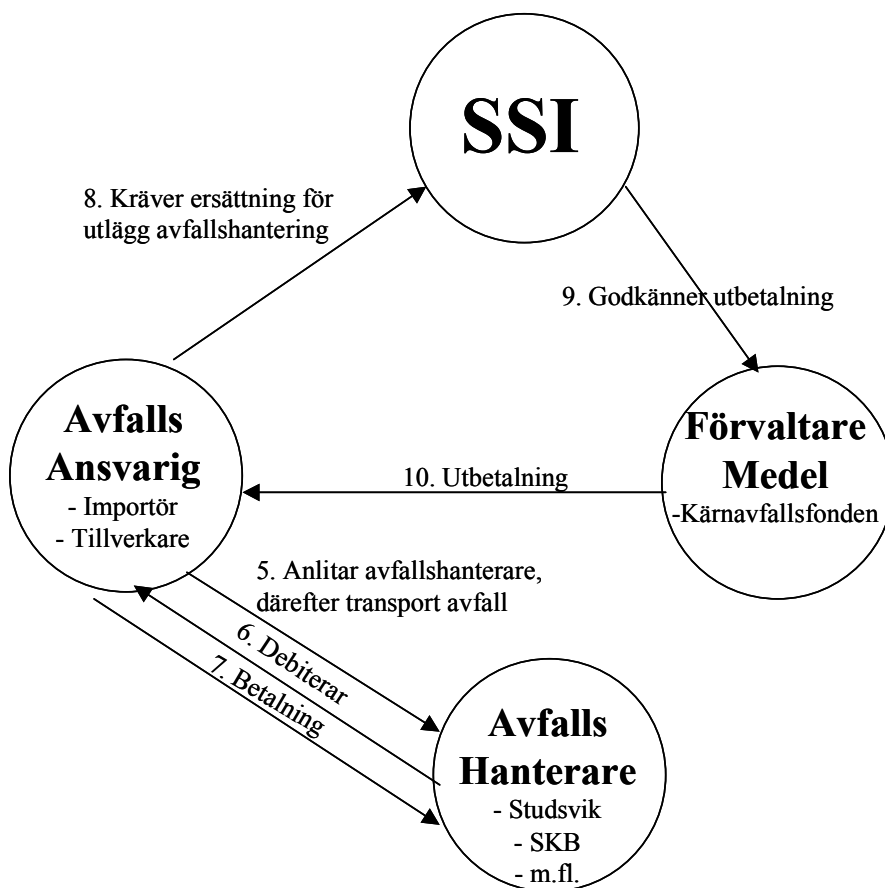 SSI
8. Kräver ersättning för
utlägg avfallshantering
9. Godkänner utbetalning
Avfalls
Ansvarig
- Importör
- Tillverkare
Förvaltare
Medel
-Kärnavfallsfonden
10. Utbetalning
5. Anlitar avfallshanterare,
därefter transport avfall
6. Debiterar
7. Betalning
Avfalls
Hanterare
- Studsvik
- SKB
- m.fl.